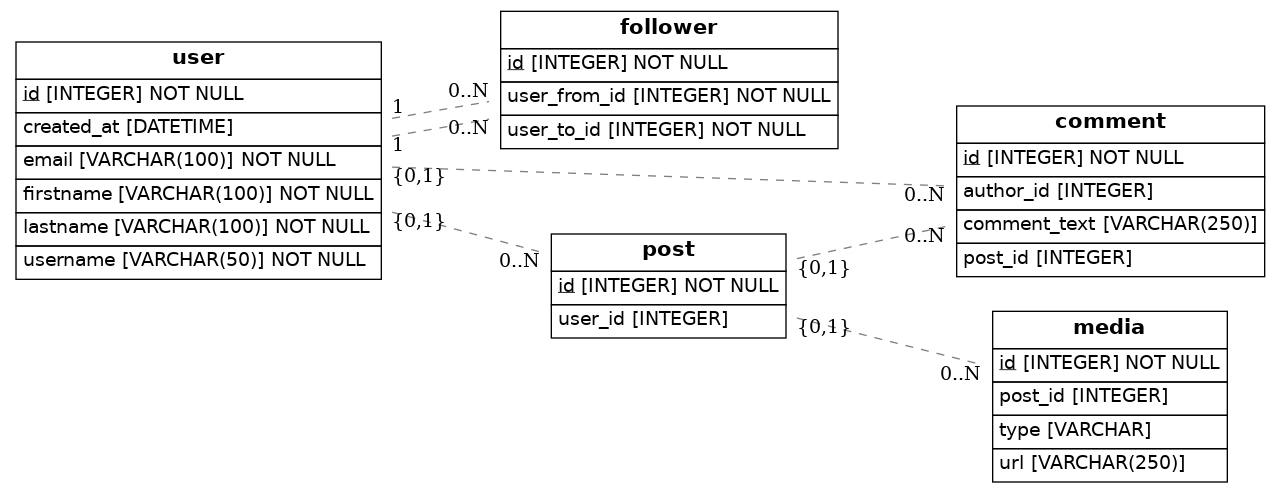 user
id [INTEGER] NOT NULL
created_at [DATETIME]
email [VARCHAR(100)] NOT NULL
firstname [VARCHAR(100)] NOT NULL
lastname [VARCHAR(100)] NOT NULL
username [VARCHAR(50)] NOT NULL
1
0..N
1
0..N
{0,1}
0..N
{0,1}
0..N
follower
id [INTEGER] NOT NULL
user_from_id [INTEGER] NOT NULL
user_to_id [INTEGER] NOT NULL
post
id [INTEGER] NOT NULL
user_id [INTEGER]
{0,1}
0..N
{0,1}
0..N
comment
id [INTEGER] NOT NULL
author_id [INTEGER]
comment_text [VARCHAR(250)]
post_id [INTEGER]
media
id [INTEGER] NOT NULL
post_id [INTEGER]
type [VARCHAR]
url [VARCHAR(250)]